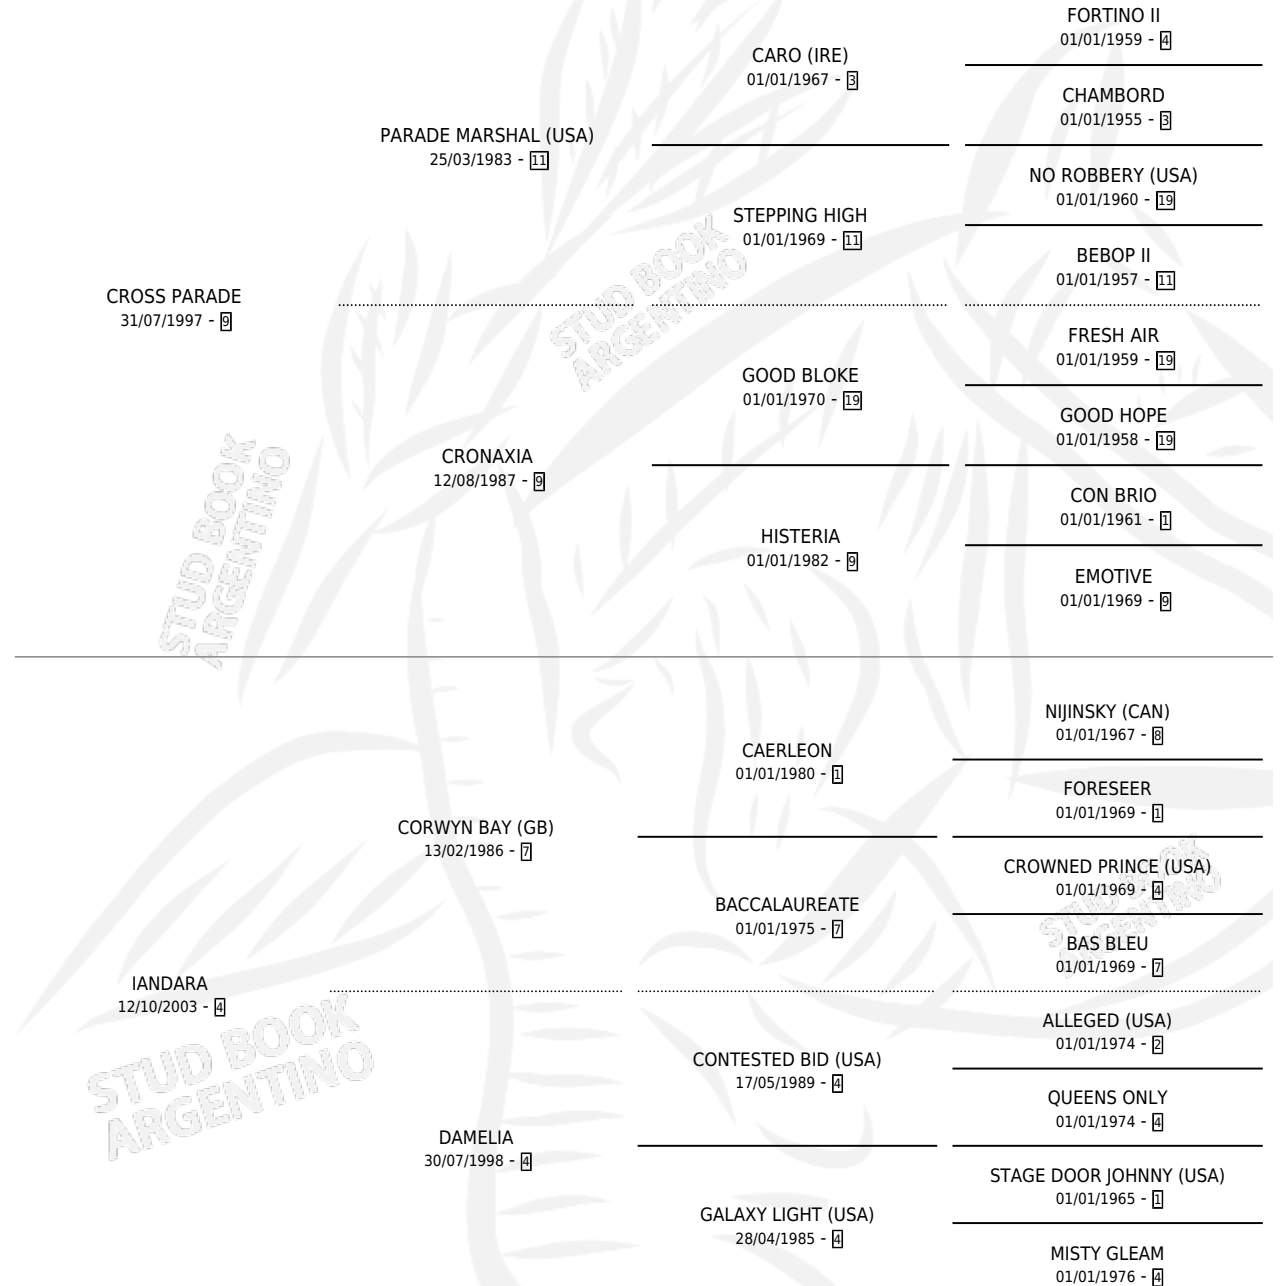 FORTINO II
01/01/1959 - 4
CARO (IRE)
01/01/1967 - 3
CHAMBORD
01/01/1955 - 3
PARADE MARSHAL (USA)
25/03/1983 - 11
NO ROBBERY (USA)
01/01/1960 - 19
STEPPING HIGH
01/01/1969 - 11
BEBOP II
01/01/1957 - 11
CROSS PARADE
31/07/1997 - 9
STUD BOOK
ARGENTINO
FRESH AIR
01/01/1959 - 19
GOOD BLOKE
01/01/1970 - 19
GOOD HOPE
01/01/1958 - 19
CRONAXIA
12/08/1987 - 9
CON BRIO
01/01/1961 - 1
HISTERIA
01/01/1982 - 9
EMOTIVE
01/01/1969 - 9
STUD BOOK
ARGENTINO
NIJINSKY (CAN)
01/01/1967 - 8
CAERLEON
01/01/1980 - 1
FORESEER
01/01/1969 - 1
CORWYN BAY (GB)
13/02/1986 - 7
CROWNED PRINCE (USA)
01/01/1969 - 4
BACCALAUREATE
01/01/1975 - 7
BAS BLEU
01/01/1969 - 7
STUD BOOK
ARGENTINO
IANDARA
12/10/2003 - 4
ALLEGED (USA)
01/01/1974 - 2
CONTESTED BID (USA)
17/05/1989 - 4
QUEENS ONLY
01/01/1974 - 4
STUD BOOK
ARGENTINO
DAMELIA
30/07/1998 - 4
STAGE DOOR JOHNNY (USA)
01/01/1965 - 1
GALAXY LIGHT (USA)
28/04/1985 - 4
MISTY GLEAM
01/01/1976 - 4